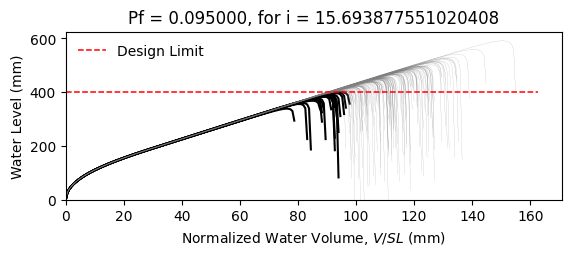 Pf = 0.095000, for i = 15.693877551020408
Water Level (mm)
600
400
200
0
Design Limit
0 20 40 60 80 100 120 140 160
Normalized Water Volume, V/SL (mm)